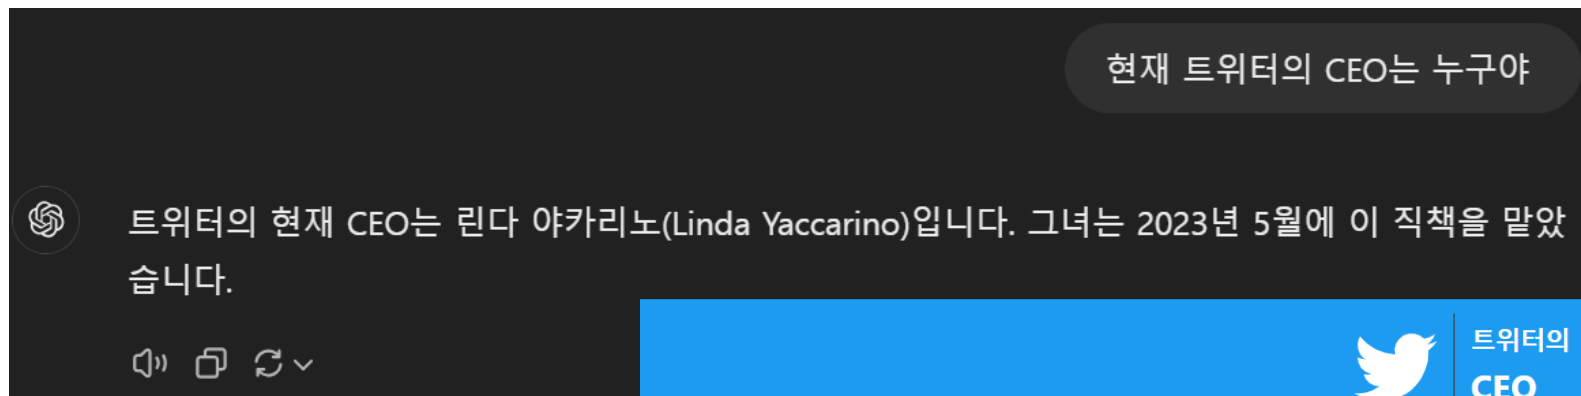 현재 트위터의 CEO는 누구야
트위터의 현재 CEO는 린다 야카리노(Linda Yaccarino)입니다. 그녀는 2023년 5월에 이 직책을 맡았
습니다.
트위터의
CEO